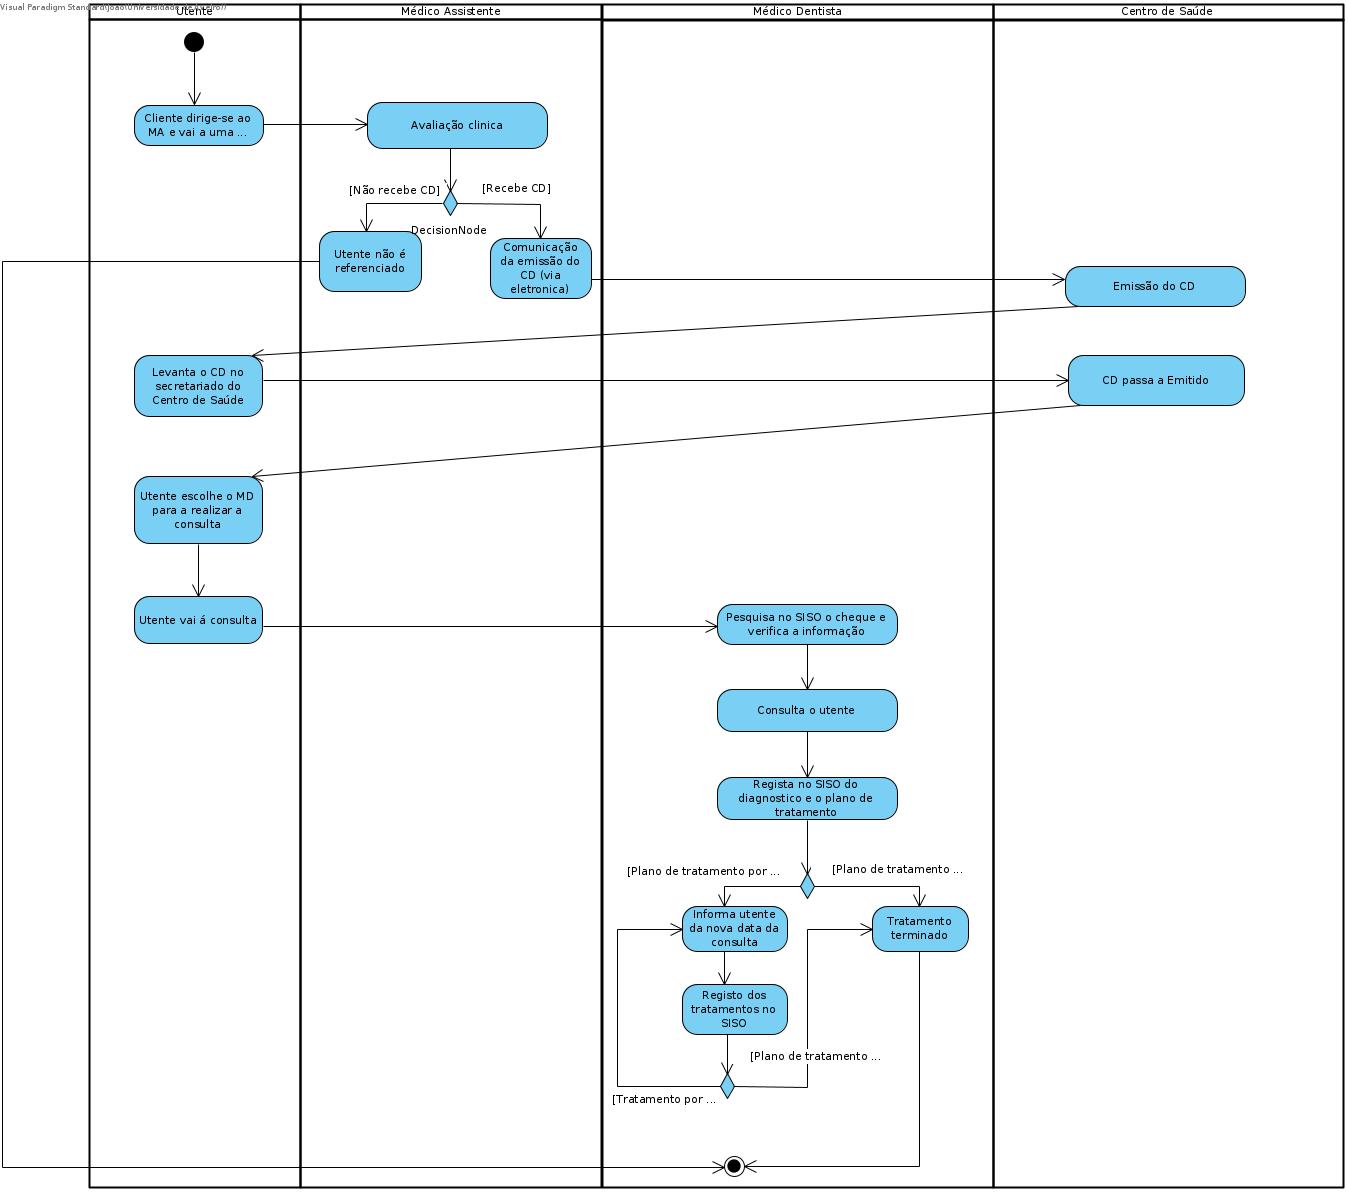 Visual Paradigm Standard(João(Universidade de Aveiro))
Utente
Médico Assistente
Médico Dentista
Centro de Saúde
Cliente dirige-se ao
MA e vai a uma ...
Avaliação clinica
[Não recebe CD]
[Recebe CD]
DecisionNode
Utente não é
referenciado
Comunicação
da emissão do
CD (via
eletronica)
Emissão do CD
Levanta o CD no
secretariado do
Centro de Saúde
CD passa a Emitido
Utente escolhe o MD
para a realizar a
consulta
Utente vai á consulta
Pesquisa no SISO o cheque e
verifica a informação
Consulta o utente
Regista no SISO do
diagnostico e o plano de
tratamento
[Plano de tratamento por ...
[Plano de tratamento ...
Informa utente
da nova data da
consulta
Tratamento
terminado
Registo dos
tratamentos no
SISO
[Plano de tratamento ...
[Tratamento por ...